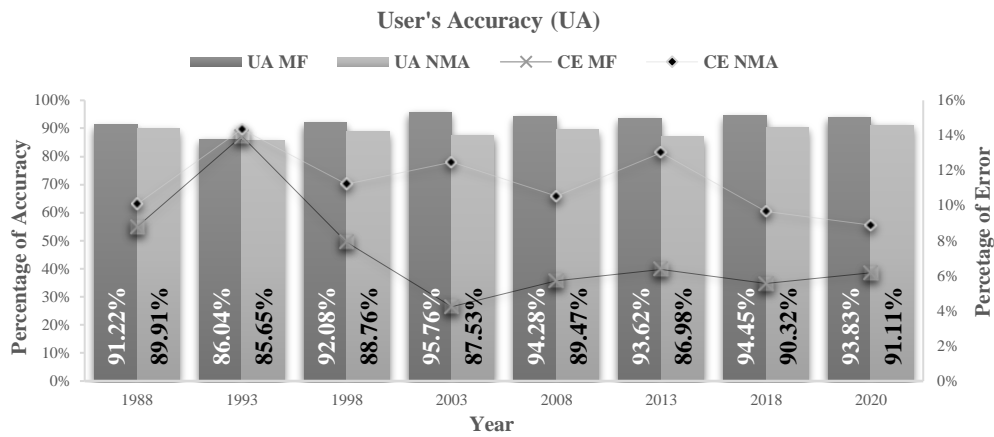 User's Accuracy (UA)
UA MF UA NMA CE MF CE NMA
100% 16%
90% 14%
80% 12%
70% 10%
60% 8%
50% 6%
40% 4%
30% 2%
20% 0%
10%
0%
Percentage of Accuracy
Percetage of Error
91.22% 89.91% 86.04% 85.65% 92.08% 88.76% 95.76% 87.53% 94.28% 89.47% 93.62% 86.98% 94.45% 90.32% 93.83% 91.11%
1988 1993 1998 2003 2008 2013 2018 2020
Year